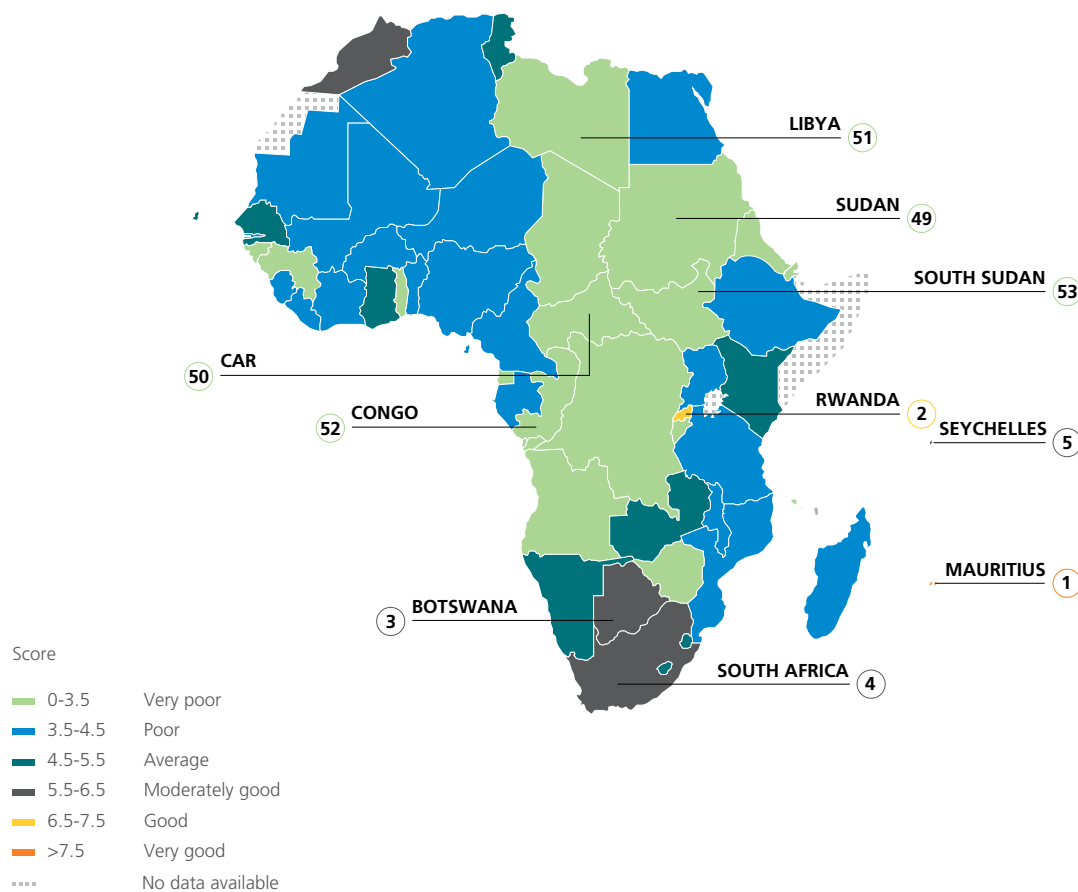 LIBYA 51
SUDAN 49
SOUTH SUDAN 53
CAR 50
RWANDA 2
CONGO 52
SEYCHELLES 5
MAURITIUS 1
BOTSWANA 3
SOUTH AFRICA 4
Score
0-3.5 Very poor
3.5-4.5 Poor
4.5-5.5 Average
5.5-6.5 Moderately good
6.5-7.5 Good
>7.5 Very good
No data available